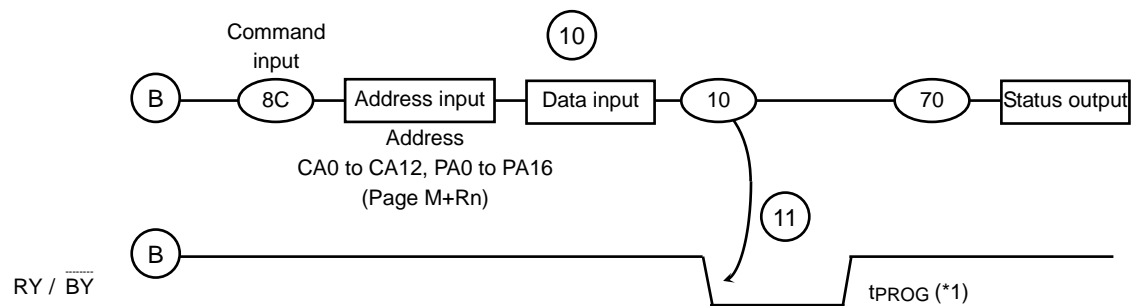 10
Command
input
B 8C Address input Data input 10 70 Status output
Address
CA0 to CA12, PA0 to PA16
(Page M+Rn)
11
B
RY / BY
tPROG (*1)